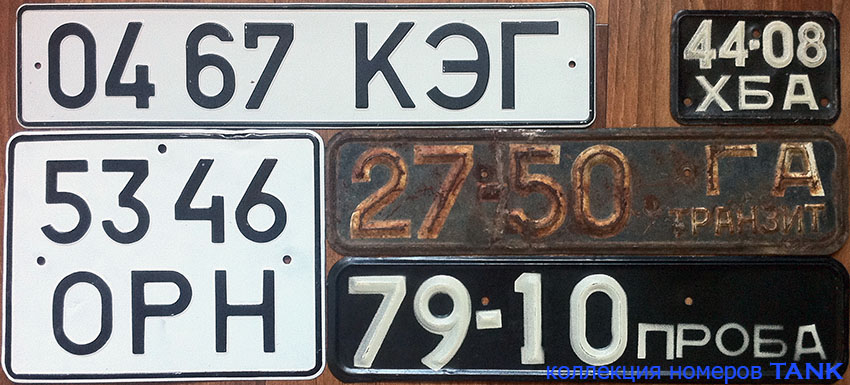 04 67 КЭГ
44-08
ХБА
53 46
ОРН
27-50 ГА
ТРАНЗИТ
79-10 ПРОБА
коллекция номеров TANK